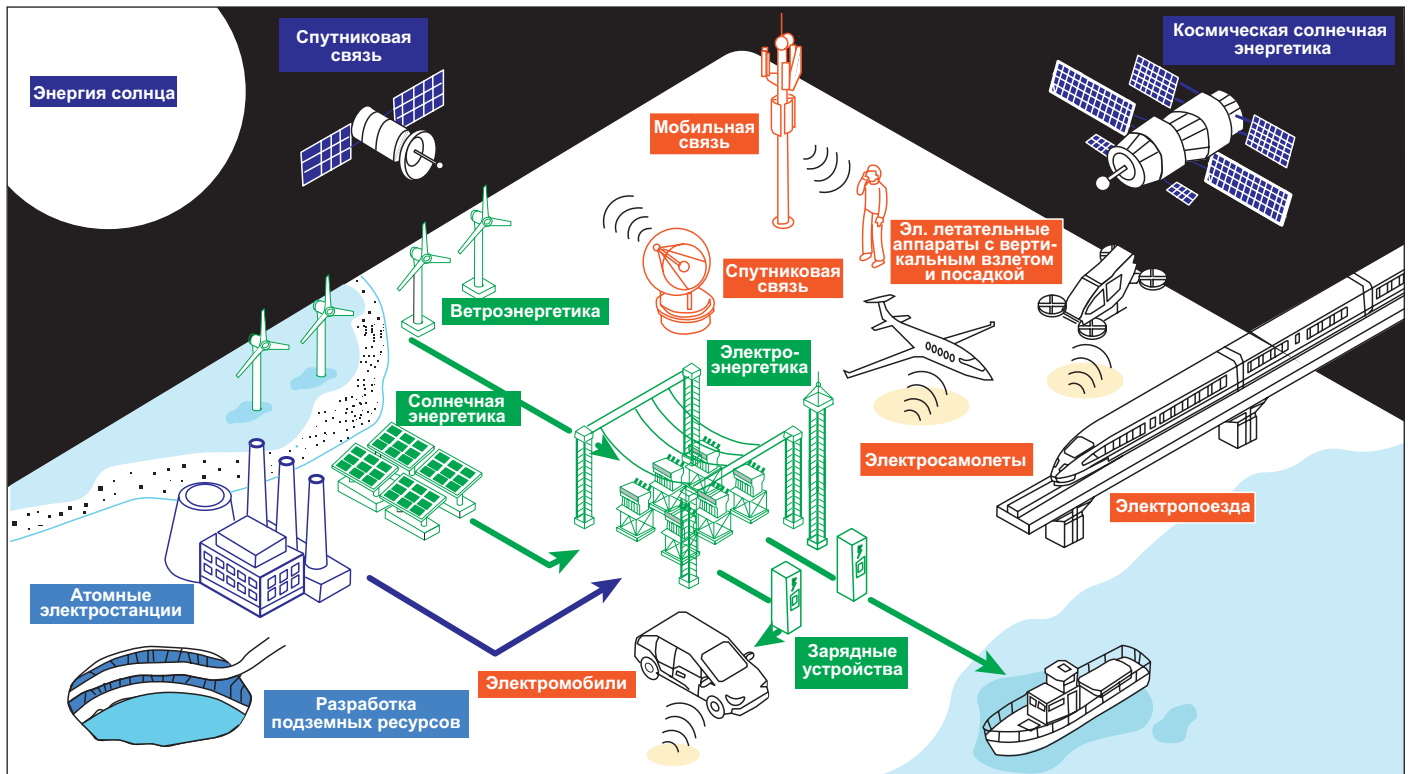 Спутниковая
связь
Космическая солнечная
энергетика
Энергия солнца
Мобильная
связь
Эл. летательные
аппараты с верти-
кальным взлетом
и посадкой
Спутниковая
связь
Ветроэнергетика
Электро-
энергетика
Солнечная
энергетика
Электросамолеты
Электропоезда
Атомные
электростанции
Зарядные
устройства
Электромобили
Разработка
подземных ресурсов